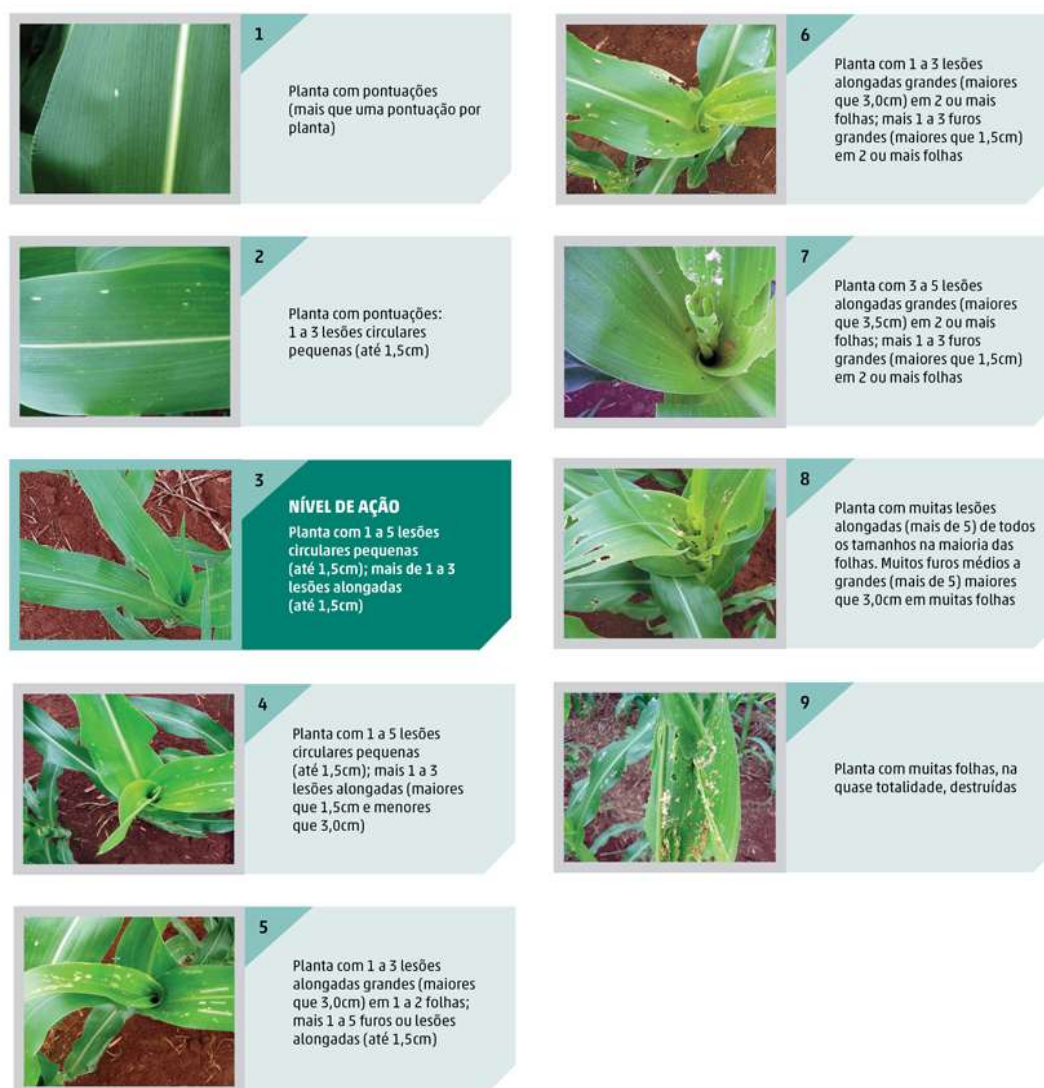 1
Planta com pontuações
(mais que uma pontuação por
planta)
2
Planta com pontuações:
1 a 3 lesões circulares
pequenas (até 1,5cm)
3
NÍVEL DE AÇÃO
Planta com 1 a 5 lesões
circulares pequenas
(até 1,5cm); mais de 1 a 3
lesões alongadas
(até 1,5cm)
4
Planta com 1 a 5 lesões
circulares pequenas
(até 1,5cm); mais 1 a 3
lesões alongadas (maiores
que 1,5cm e menores
que 3,0cm)
5
Planta com 1 a 3 lesões
alongadas grandes (maiores
que 3,0cm) em 1 a 2 folhas;
mais 1 a 5 furos ou lesões
alongadas (até 1,5cm)
6
Planta com 1 a 3 lesões
alongadas grandes (maiores
que 3,0cm) em 2 ou mais
folhas; mais 1 a 3 furos
grandes (maiores que 1,5cm)
em 2 ou mais folhas
7
Planta com 3 a 5 lesões
alongadas grandes (maiores
que 3,5cm) em 2 ou mais
folhas; mais 1 a 3 furos
grandes (maiores que 1,5cm)
em 2 ou mais folhas
8
Planta com muitas lesões
alongadas (mais de 5) de todos
os tamanhos na maioria das
folhas. Muitos furos médios a
grandes (mais de 5) maiores
que 3,0cm em muitas folhas
9
Planta com muitas folhas, na
quase totalidade, destruídas